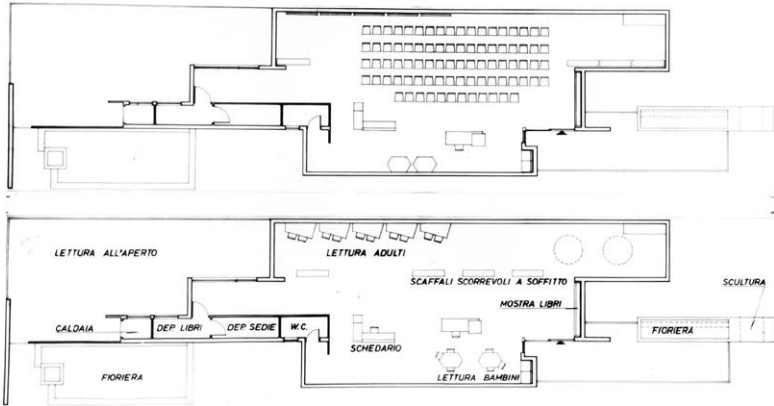 LETTURA ALL'APERTO
LETTURA ADULTI
SCAFFALI SCORREVOLI A SOFFITTO
SCULTURA
MOSTRA LIBRI
CALDAIA
DEP LIBRI
DEP SEDIE
W.C.
FIORIERA
SCHEDARIO
FIORIERA
LETTURA BAMBINI